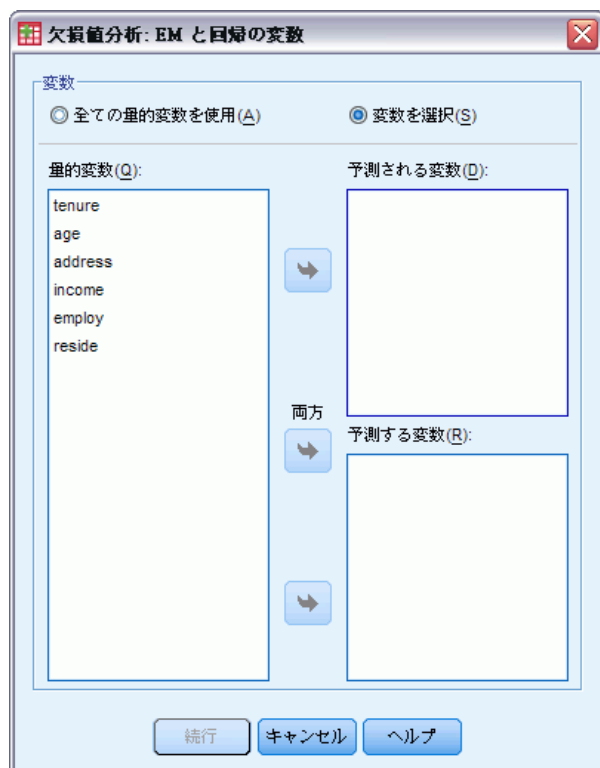 欠損値分析: EM と回帰の変数
変数
全ての量的変数を使用(A)
変数を選択(S)
量的変数(Q):
予測される変数(D):
tenure
age
address
income
employ
reside
両方
予測する変数(R):
続行
キャンセル
ヘルプ